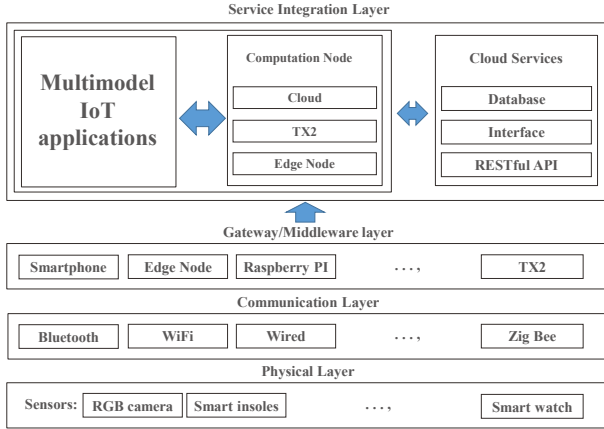 Service Integration Layer
Multimodel
IoT
applications
Computation Node
Cloud
TX2
Edge Node
Cloud Services
Database
Interface
RESTful API
Gateway/Middleware layer
Smartphone
Edge Node
Raspberry PI
. . . ,
TX2
Communication Layer
Bluetooth
WiFi
Wired
. . . ,
Zig Bee
Physical Layer
Sensors:
RGB camera
Smart insoles
. . . ,
Smart watch